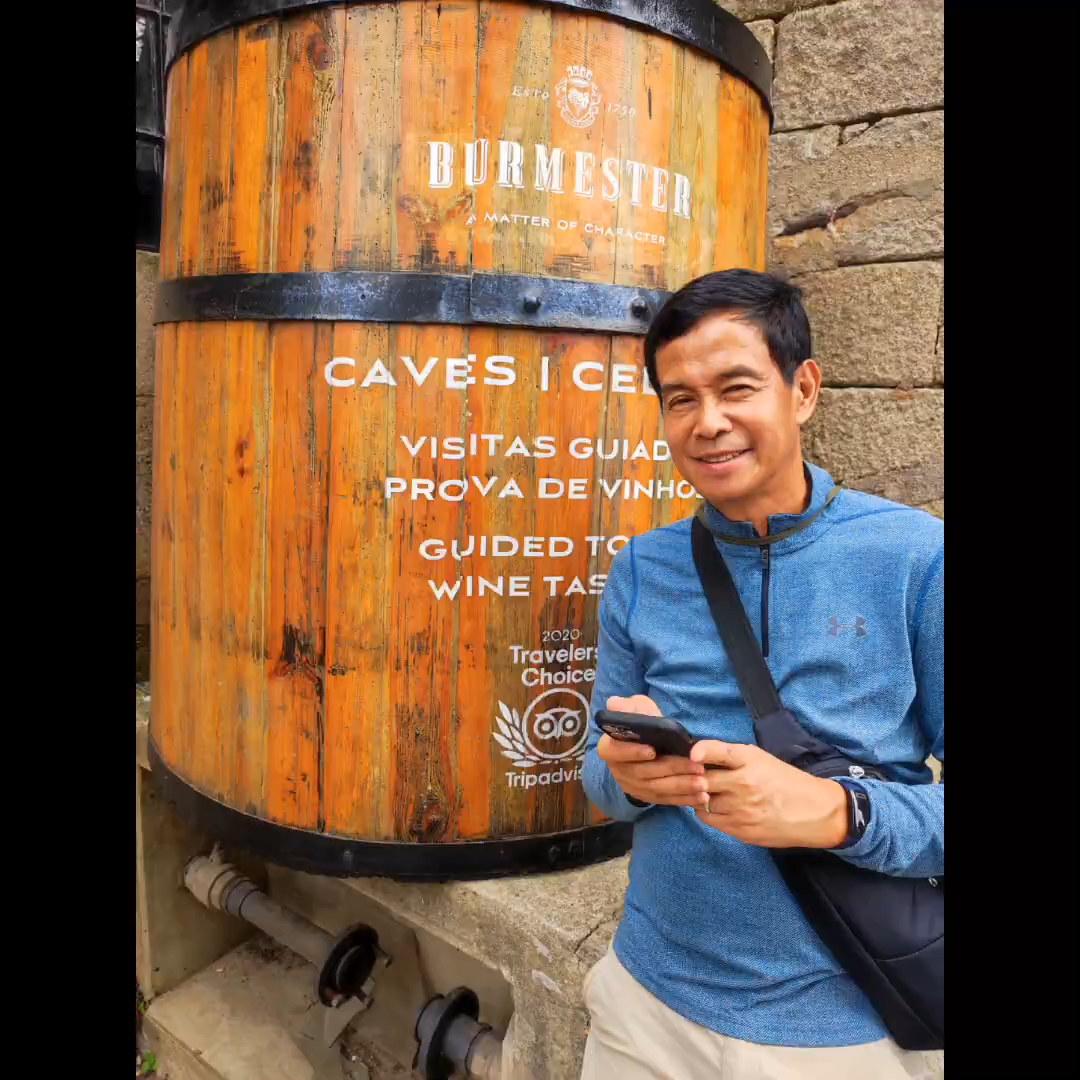 ESTD 1750
BURMESTER
A MATTER OF CHARACTER
CAVES | CEL
VISITAS GUIAD
PROVA DE VINHO
GUIDED TO
WINE TAS
2020
Travelers
Choice
Tripadvis